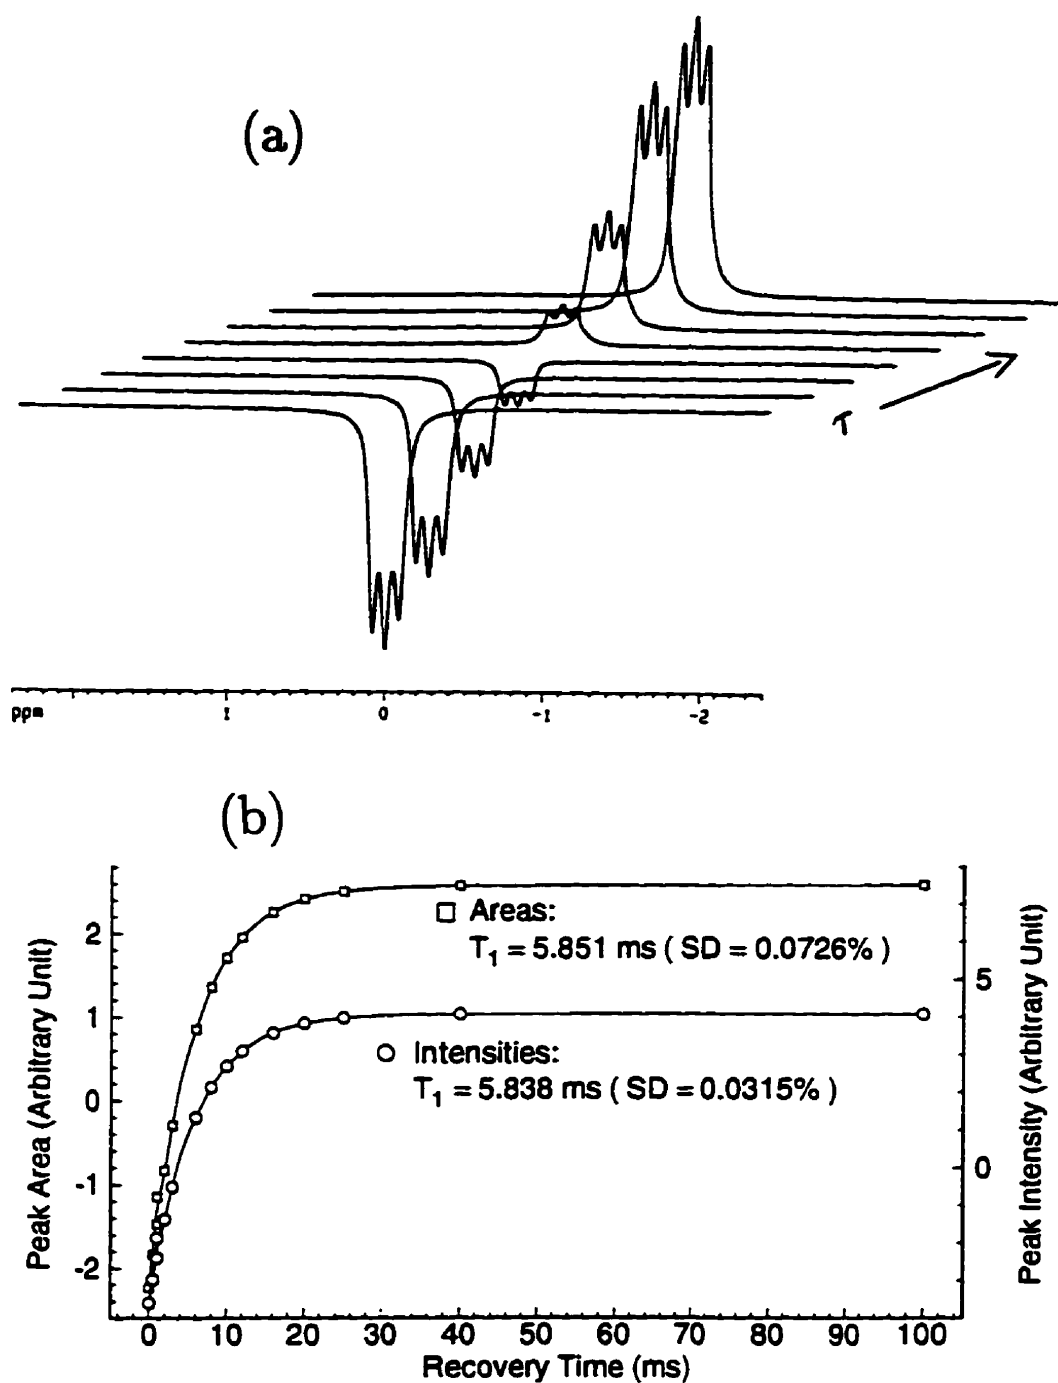 (a)
τ
ppm 1 0 -1 -2
(b)
Peak Area (Arbitrary Unit)
2
1
0
-1
-2
□ Areas:
T₁ = 5.851 ms ( SD = 0.0726% )
○ Intensities:
T₁ = 5.838 ms ( SD = 0.0315% )
5
0
Peak Intensity (Arbitrary Unit)
0 10 20 30 40 50 60 70 80 90 100
Recovery Time (ms)